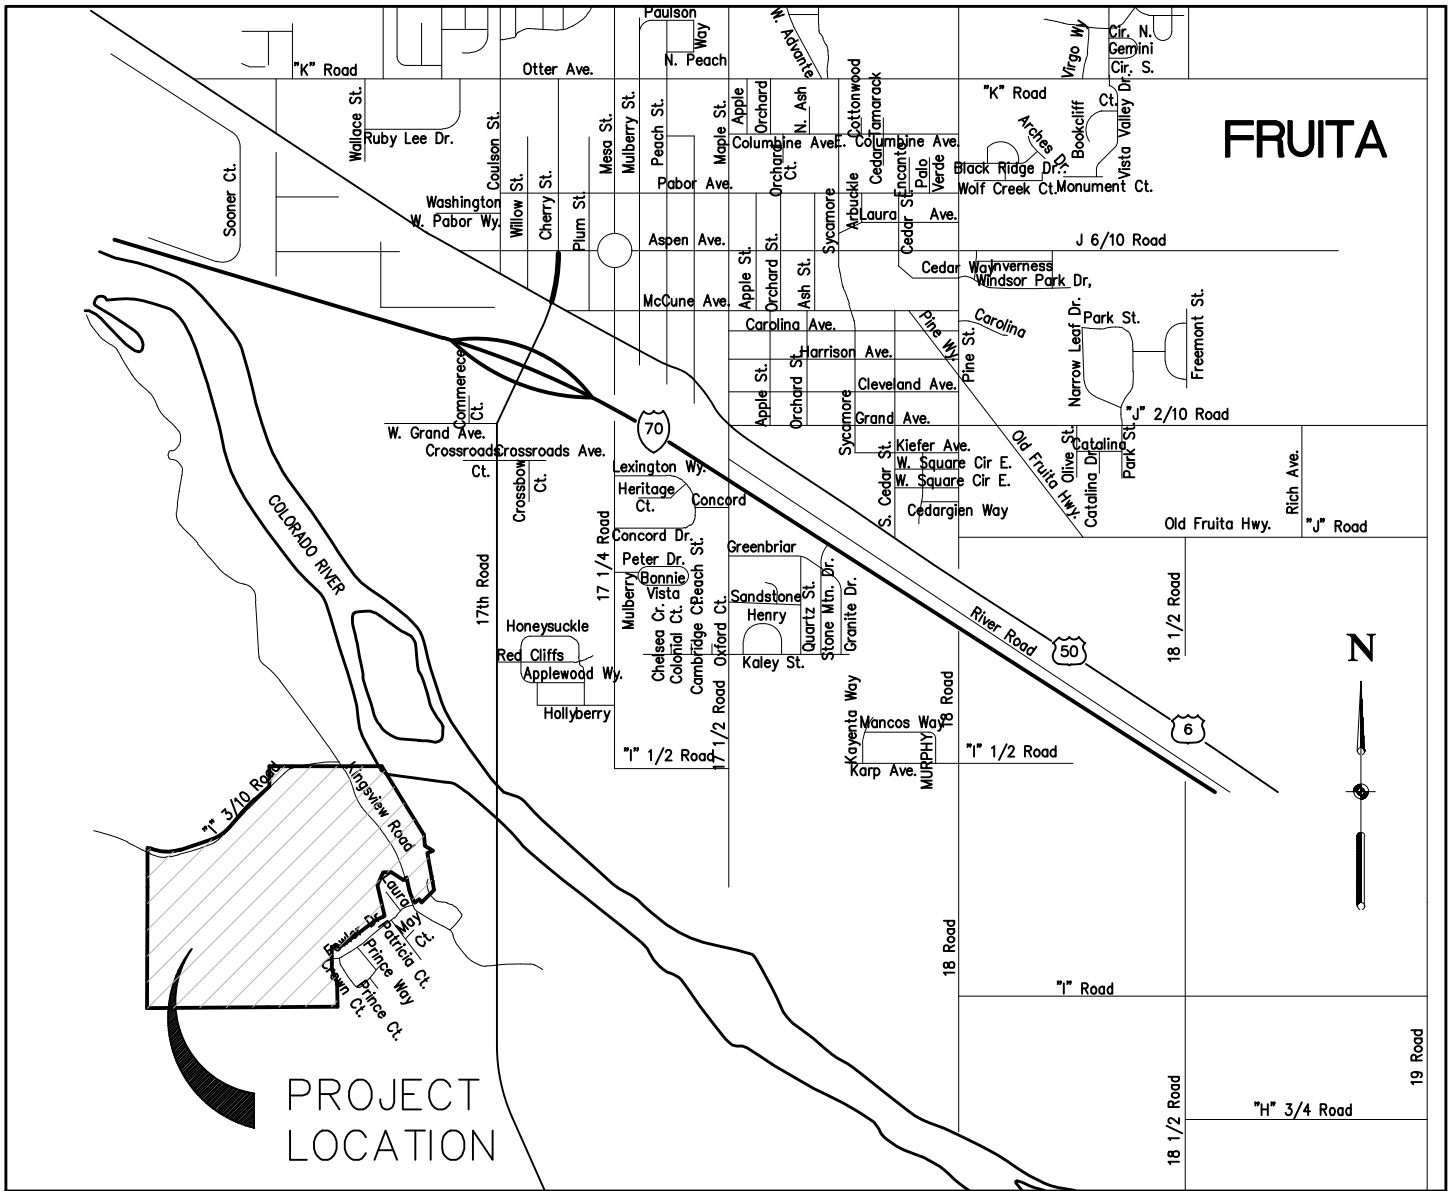 Paulson
Way
N. Peach
W. Advante
Virgo Wy
Cir. N.
Gemini
Cir. S.
"K" Road
Otter Ave.
"K" Road
FRUITA
Wallace St.
Ruby Lee Dr.
Coulson St.
Mesa St.
Mulberry St.
Peach St.
Maple St.
Apple
Orchard
N. Ash
Cottonwood
Tamarack
Cedar
Columbine Ave.
E. Columbine Ave.
Orchard
Ct.
Encanto
Palo
Verde
Arches Dr.
Bookcliff
Ct.
Vista Valley Dr.
Black Ridge Dr.
Wolf Creek Ct.
Monument Ct.
Sooner Ct.
Washington
W. Pabor Wy.
Willow St.
Cherry St.
Plum St.
Pabor Ave.
Aspen Ave.
McCune Ave.
Apple St.
Orchard St.
Ash St.
Sycamore
Arbuckle
Laura Ave.
Cedar St.
J 6/10 Road
Cedar Way
Inverness
Windsor Park Dr,
Carolina Ave.
Harrison Ave.
Cleveland Ave.
Grand Ave.
Apple St.
Orchard St.
Sycamore
Pine Wy.
Pine St.
Carolina
Narrow Leaf Dr.
Park St.
Freemont St.
"J" 2/10 Road
Commerece
Ct.
W. Grand Ave.
Crossroads
Ct.
Crossroads Ave.
Crossbow
Ct.
70
Lexington Wy.
Heritage
Ct.
Concord
Concord Dr.
Kiefer Ave.
W. Square Cir E.
W. Square Cir E.
S. Cedar St.
Cedarglen Way
Old Fruita Hwy.
Olive St.
Catalina
Catalina Dr.
Park St.
Rich Ave.
Old Fruita Hwy.
"J" Road
COLORADO RIVER
17th Road
17 1/4 Road
Peter Dr.
Bonnie
Vista
Mulberry
Chelsea Cr.
Colonial Ct.
Cambridge Ct.
Peach St.
Oxford Ct.
17 1/2 Road
Greenbriar
Sandstone
Henry
Kaley St.
Quartz St.
Stone Mtn. Dr.
Granite Dr.
River Road
50
6
18 1/2 Road
N
Honeysuckle
Red Cliffs
Applewood Wy.
Hollyberry
"I" 1/2 Road
Kayenta Way
Mancos Way
Karp Ave.
MURPHY
18 Road
"I" 1/2 Road
"I" 3/10 Road
Kingsview Road
Laura
May
Ct.
Fowler Dr.
Patricia Ct.
Prince Way
Prince Ct.
Crown Ct.
18 Road
"I" Road
19 Road
18 1/2 Road
"H" 3/4 Road
PROJECT
LOCATION